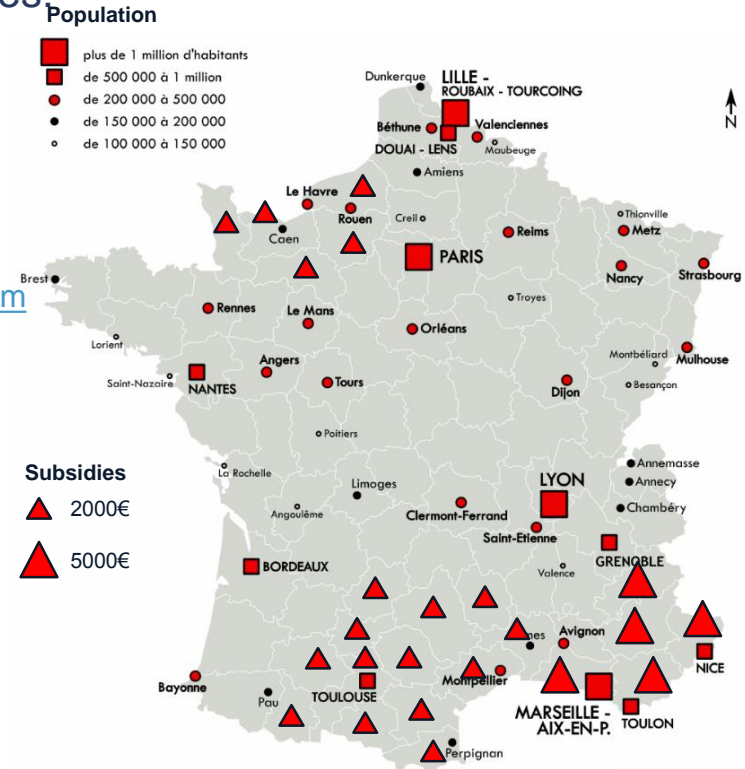 es.
Population
plus de 1 million d'habitants
de 500 000 à 1 million
de 200 000 à 500 000
de 150 000 à 200 000
de 100 000 à 150 000
N
Dunkerque
LILLE -
ROUBAIX - TOURCOING
Béthune
Valenciennes
DOUAI - LENS
Maubeuge
Amiens
Le Havre
Rouen
Creil
Thionville
Caen
Reims
Metz
PARIS
Nancy
Strasbourg
Brest
m
Troyes
Rennes
Le Mans
Orléans
Lorient
Angers
Montbéliard
Mulhouse
Saint-Nazaire
NANTES
Tours
Dijon
Besançon
Poitiers
Subsidies
2000€
5000€
La Rochelle
Limoges
LYON
Annemasse
Annecy
Angoulême
Clermont-Ferrand
Chambéry
Saint-Etienne
GRENOBLE
BORDEAUX
Valence
mes
Avignon
NICE
Bayonne
Montpellier
Pau
TOULOUSE
MARSEILLE -
AIX-EN-P.
TOULON
Perpignan